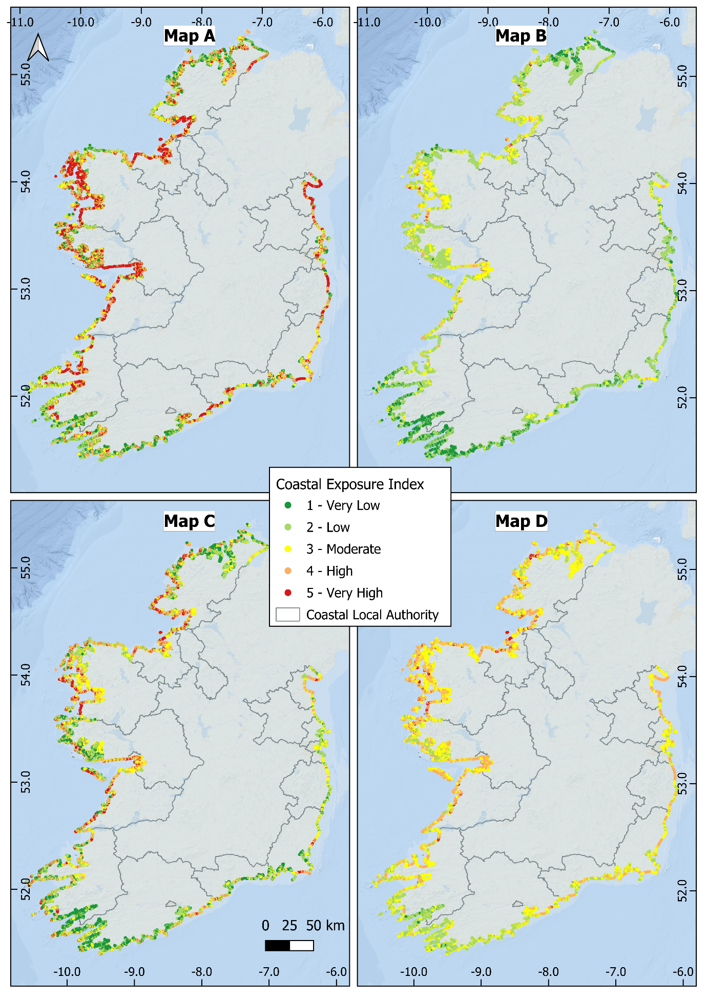 -11.0 -10.0 -9.0 -8.0 -7.0 -6.0
-11.0 -10.0 -9.0 -8.0 -7.0 -6.0
Map A
Map B
55.0
54.0
53.0
52.0
55.0
54.0
53.0
52.0
Coastal Exposure Index
1 - Very Low
2 - Low
3 - Moderate
4 - High
5 - Very High
Coastal Local Authority
Map C
Map D
55.0
54.0
53.0
52.0
55.0
54.0
53.0
52.0
0 25 50 km
-10.0 -9.0 -8.0 -7.0 -6.0
-10.0 -9.0 -8.0 -7.0 -6.0